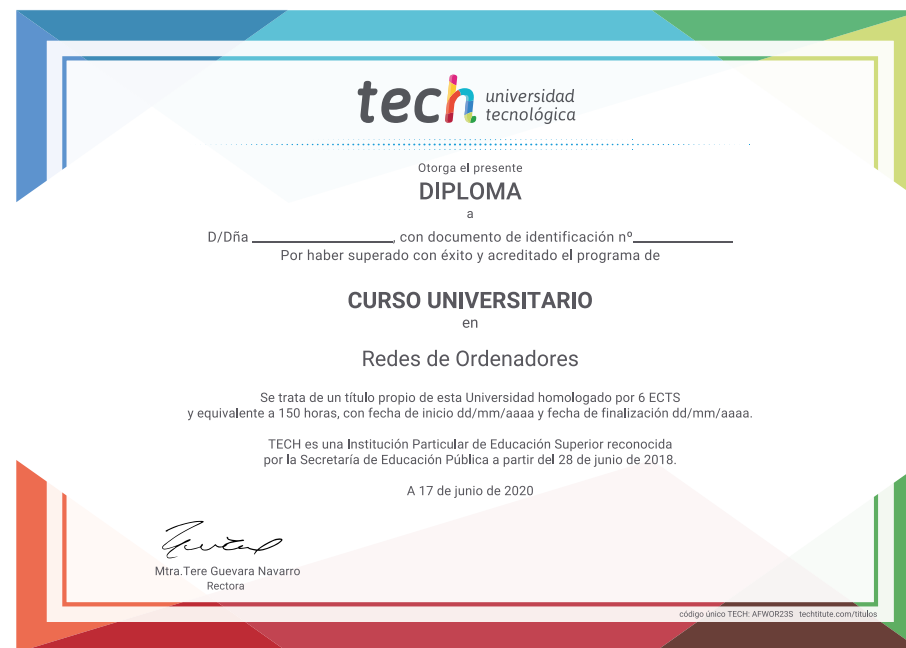 tech universidad
tecnológica
Otorga el presente
DIPLOMA
a
D/Dña ____________________, con documento de identificación nº______________
Por haber superado con éxito y acreditado el programa de
CURSO UNIVERSITARIO
en
Redes de Ordenadores
Se trata de un título propio de esta Universidad homologado por 6 ECTS
y equivalente a 150 horas, con fecha de inicio dd/mm/aaaa y fecha de finalización dd/mm/aaaa.
TECH es una Institución Particular de Educación Superior reconocida
por la Secretaría de Educación Pública a partir del 28 de junio de 2018.
A 17 de junio de 2020
Mtra.Tere Guevara Navarro
Rectora
código único TECH: AFWOR23S techtitute.com/titulos